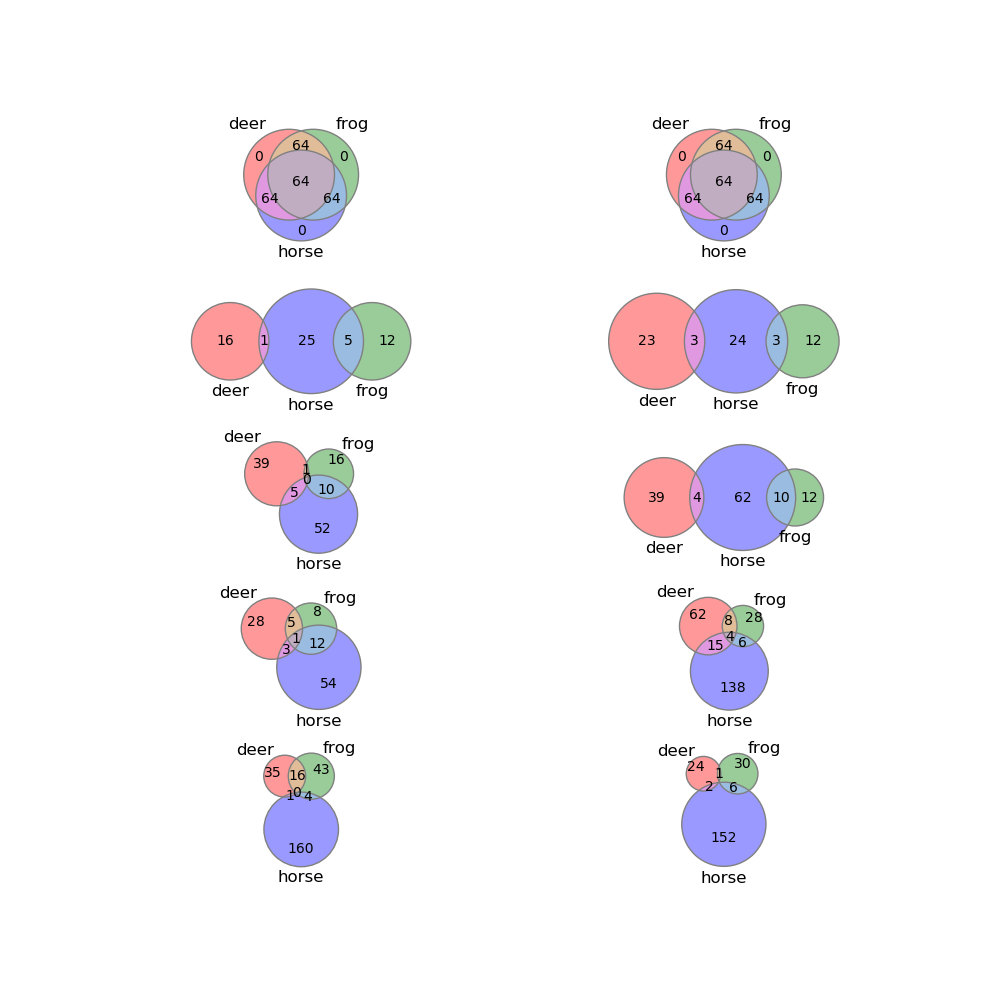 deer frog deer frog
0 64 0 0 64 0
64 64
64 64 64 64
0 0
horse horse
16 1 25 5 12 23 3 24 3 12
deer horse frog deer horse frog
deer frog
39 1 16
0
5 10
52
horse
39 4 62 10 12
deer horse frog
deer frog deer frog
28 5 8 62 8 28
1 4
3 12 15 6
54 138
horse horse
deer frog deer frog
35 16 43 24 1 30
1 0 4 2 6
160 152
horse horse